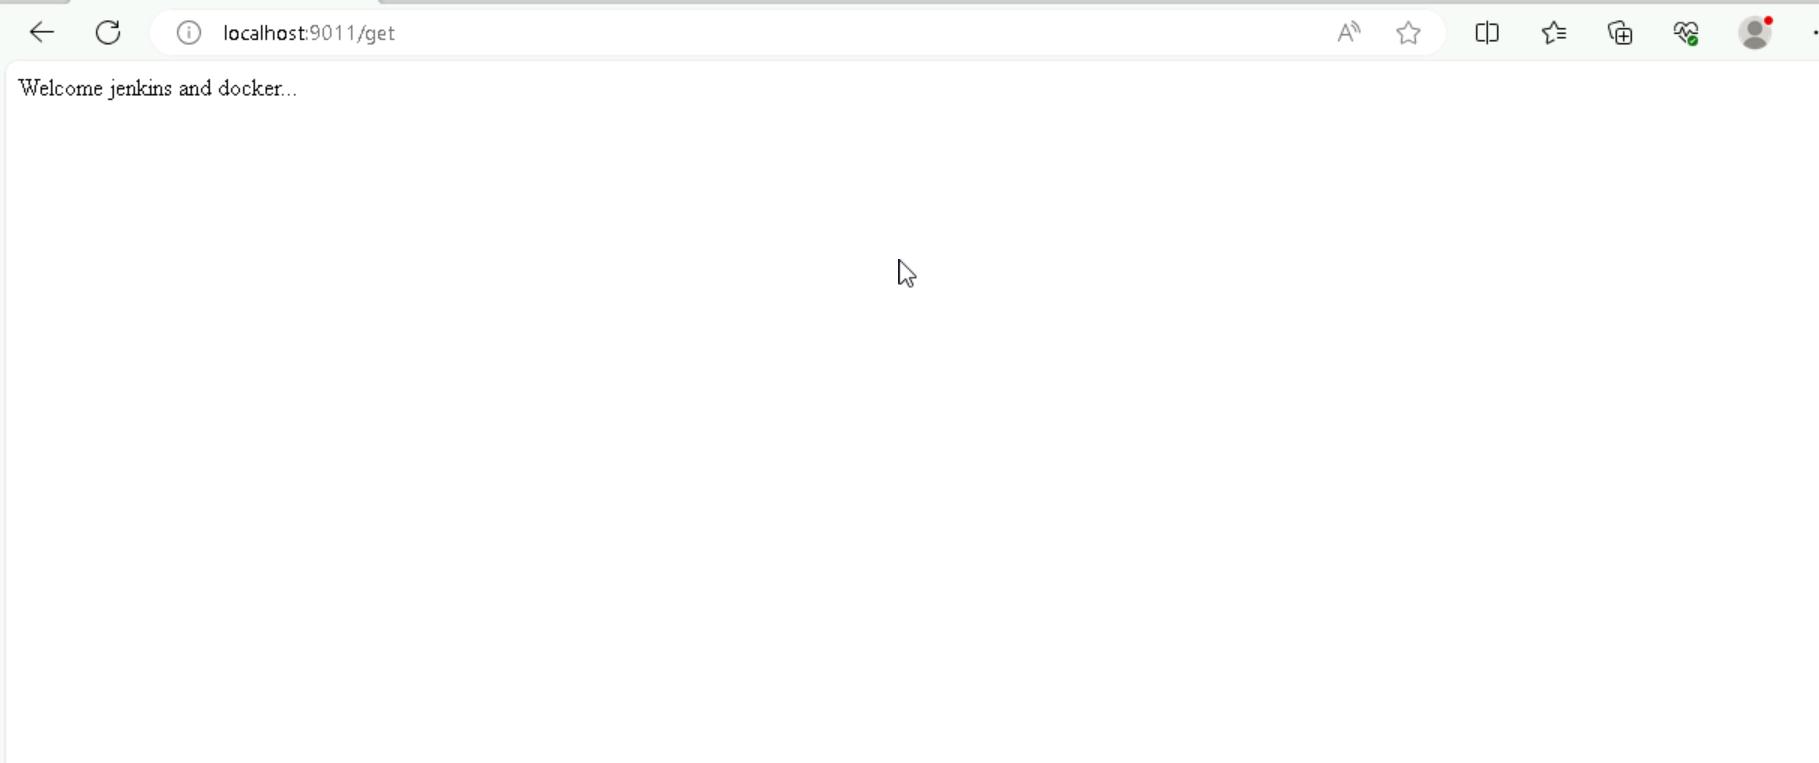 localhost:9011/get
Welcome jenkins and docker...